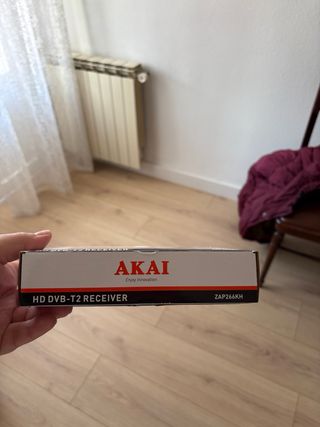 AKAI
Enjoy Innovation
HD DVB-T2 RECEIVER
ZAP266KH